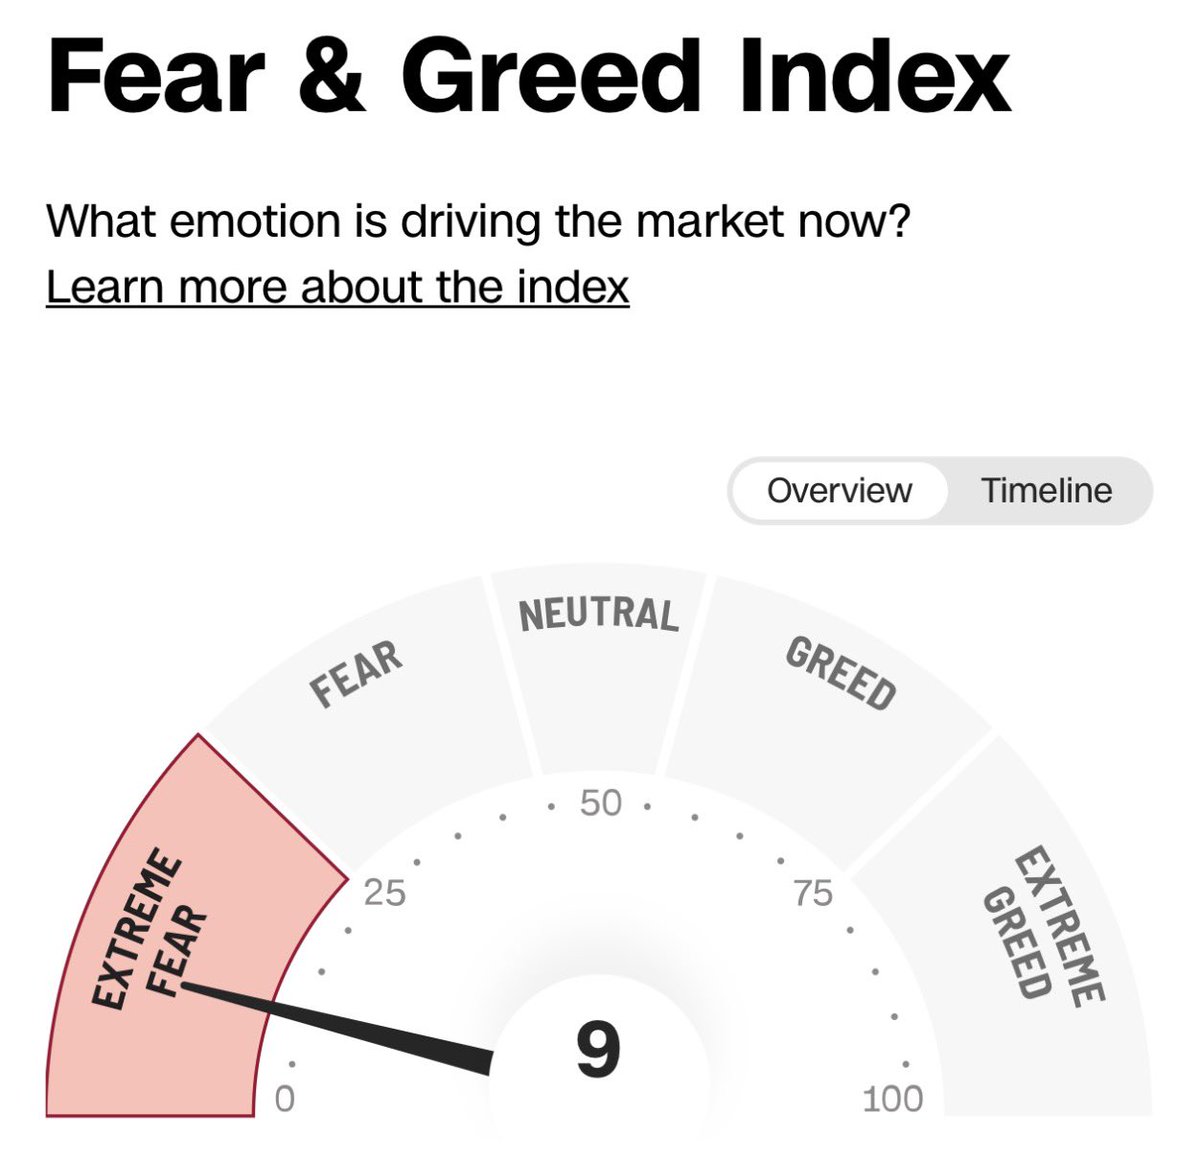 Fear & Greed Index
What emotion is driving the market now?
Learn more about the index
Overview
Timeline
EXTREME
FEAR
FEAR
NEUTRAL
GREED
EXTREME
GREED
0
25
50
75
100
9